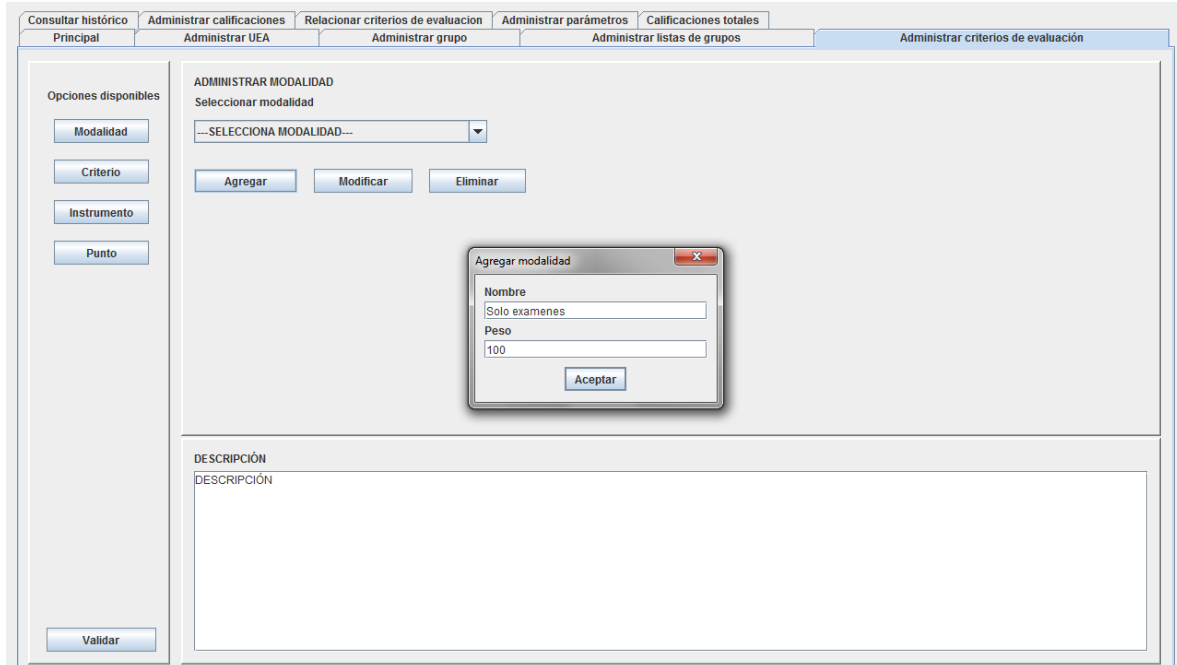 Consultar histórico Administrar calificaciones Relacionar criterios de evaluacion Administrar parámetros Calificaciones totales
Principal Administrar UEA Administrar grupo Administrar listas de grupos Administrar criterios de evaluación
Opciones disponibles
Modalidad
Criterio
Instrumento
Punto
Validar
ADMINISTRAR MODALIDAD
Seleccionar modalidad
---SELECCIONA MODALIDAD---
Agregar Modificar Eliminar
Agregar modalidad
Nombre
Solo examenes
Peso
100
Aceptar
DESCRIPCIÓN
DESCRIPCIÓN